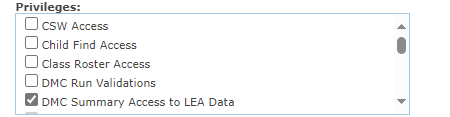 Privileges:
CSW Access
Child Find Access
Class Roster Access
DMC Run Validations
DMC Summary Access to LEA Data